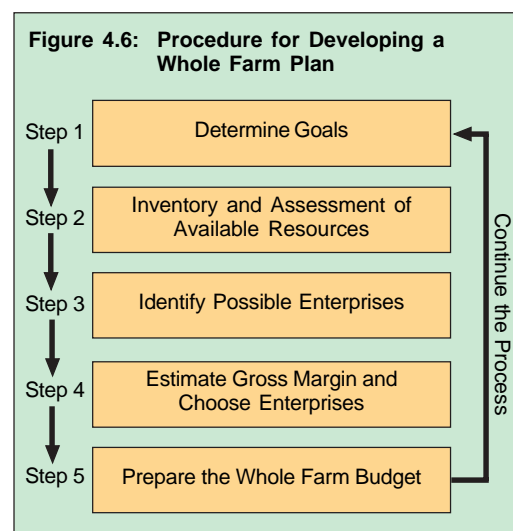 Figure 4.6: Procedure for Developing a
Whole Farm Plan
Step 1
Determine Goals
Step 2
Inventory and Assessment of
Available Resources
Step 3
Identify Possible Enterprises
Step 4
Estimate Gross Margin and
Choose Enterprises
Step 5
Prepare the Whole Farm Budget
Continue the Process